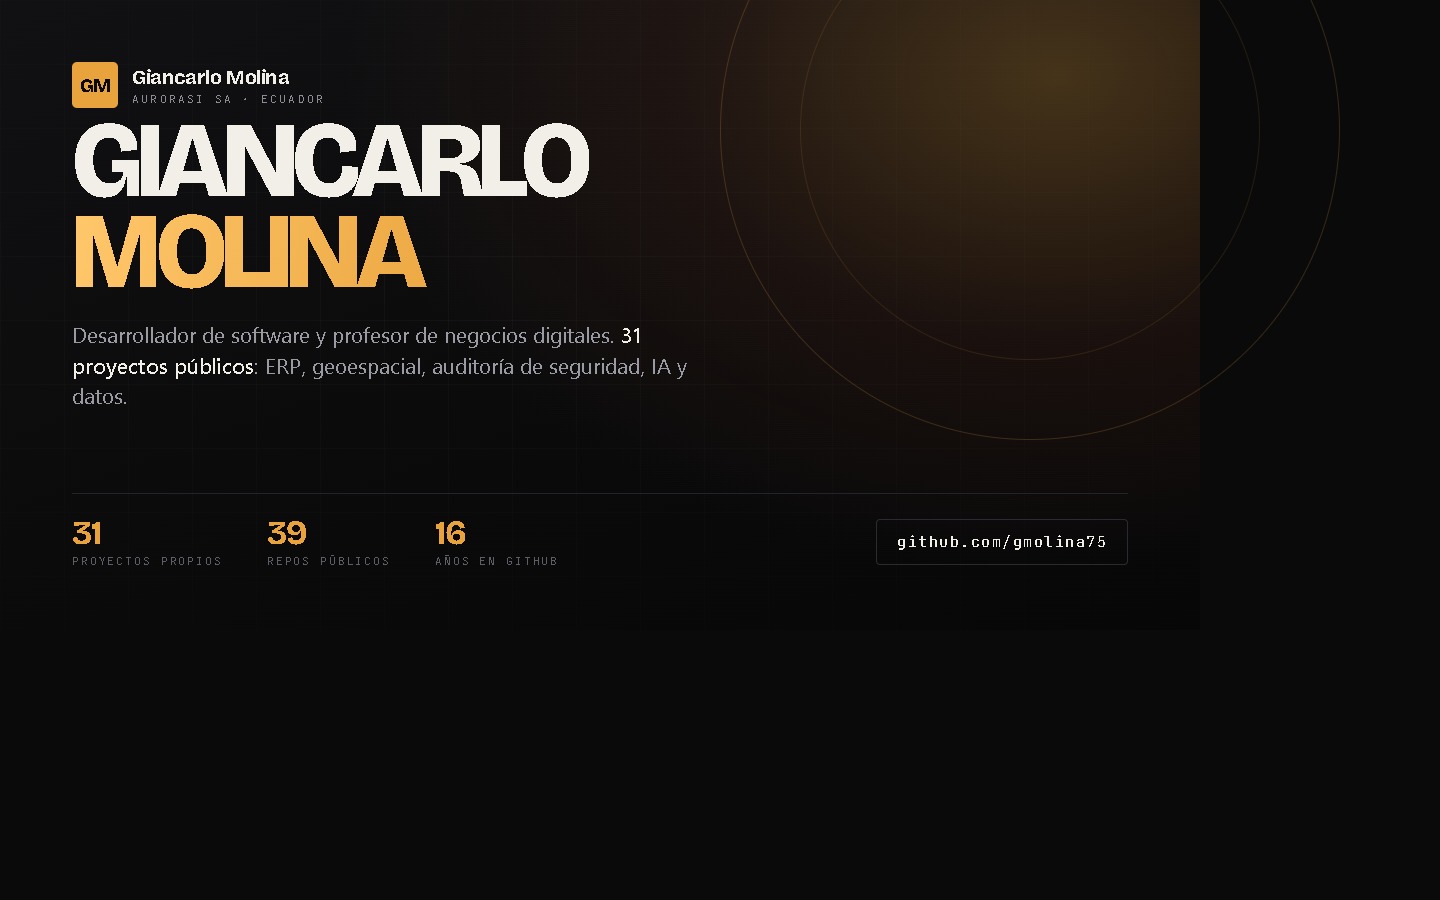 GM
Giancarlo Molina
AURORASI SA · ECUADOR
GIANCARLO
MOLINA
Desarrollador de software y profesor de negocios digitales. 31
proyectos públicos: ERP, geoespacial, auditoría de seguridad, IA y
datos.
31
PROYECTOS PROPIOS
39
REPOS PÚBLICOS
16
AÑOS EN GITHUB
github.com/gmolina75